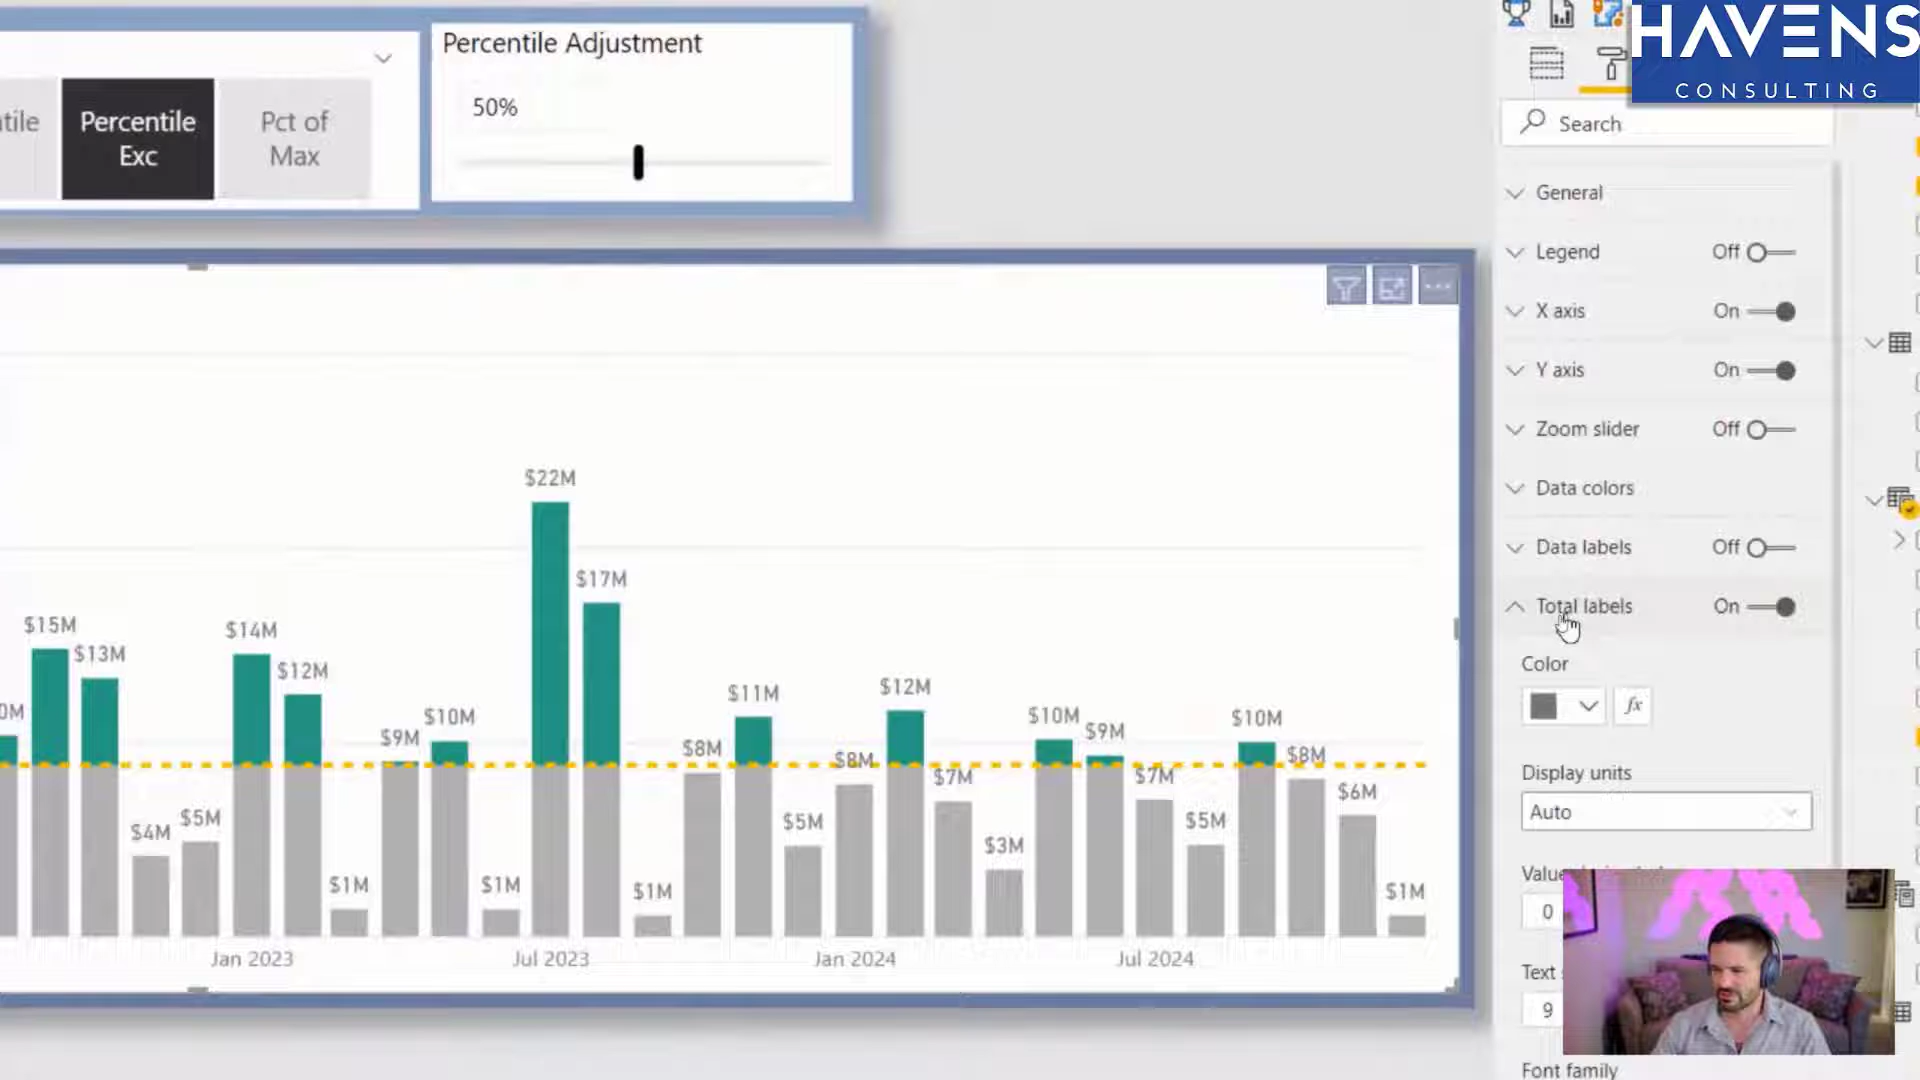 HAVENS
CONSULTING
Percentile Adjustment
50%
tile
Percentile
Exc
Pct of
Max
Search
General
Legend
Off
X axis
On
Y axis
On
Zoom slider
Off
Data colors
Data labels
Off
Total labels
On
Color
fx
Display units
Auto
Value
0
Text
9
Font family
$22M
$17M
$15M
$13M
$14M
$12M
0M
$9M
$10M
$4M
$5M
$1M
$1M
$1M
$8M
$11M
$5M
$8M
$12M
$7M
$3M
$10M
$9M
$7M
$5M
$10M
$8M
$6M
$1M
Jan 2023
Jul 2023
Jan 2024
Jul 2024